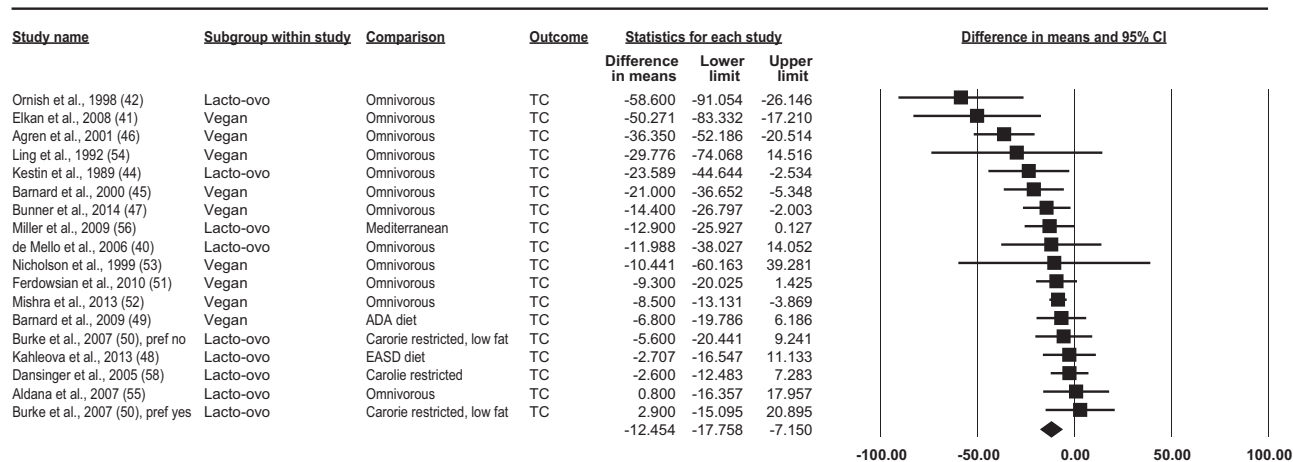 Study name Subgroup within study Comparison Outcome Statistics for each study Difference in means and 95% CI
Difference Lower Upper
in means limit limit
Ornish et al., 1998 (42) Lacto-ovo Omnivorous TC -58.600 -91.054 -26.146
Elkan et al., 2008 (41) Vegan Omnivorous TC -50.271 -83.332 -17.210
Agren et al., 2001 (46) Vegan Omnivorous TC -36.350 -52.186 -20.514
Ling et al., 1992 (54) Vegan Omnivorous TC -29.776 -74.068 14.516
Kestin et al., 1989 (44) Lacto-ovo Omnivorous TC -23.589 -44.644 -2.534
Barnard et al., 2000 (45) Vegan Omnivorous TC -21.000 -36.652 -5.348
Bunner et al., 2014 (47) Vegan Omnivorous TC -14.400 -26.797 -2.003
Miller et al., 2009 (56) Lacto-ovo Mediterranean TC -12.900 -25.927 0.127
de Mello et al., 2006 (40) Lacto-ovo Omnivorous TC -11.988 -38.027 14.052
Nicholson et al., 1999 (53) Vegan Omnivorous TC -10.441 -60.163 39.281
Ferdowsian et al., 2010 (51) Vegan Omnivorous TC -9.300 -20.025 1.425
Mishra et al., 2013 (52) Vegan Omnivorous TC -8.500 -13.131 -3.869
Barnard et al., 2009 (49) Vegan ADA diet TC -6.800 -19.786 6.186
Burke et al., 2007 (50), pref no Lacto-ovo Carorie restricted, low fat TC -5.600 -20.441 9.241
Kahleova et al., 2013 (48) Lacto-ovo EASD diet TC -2.707 -16.547 11.133
Dansinger et al., 2005 (58) Lacto-ovo Carolie restricted TC -2.600 -12.483 7.283
Aldana et al., 2007 (55) Lacto-ovo Omnivorous TC 0.800 -16.357 17.957
Burke et al., 2007 (50), pref yes Lacto-ovo Carorie restricted, low fat TC 2.900 -15.095 20.895
-12.454 -17.758 -7.150
-100.00 -50.00 0.00 50.00 100.00